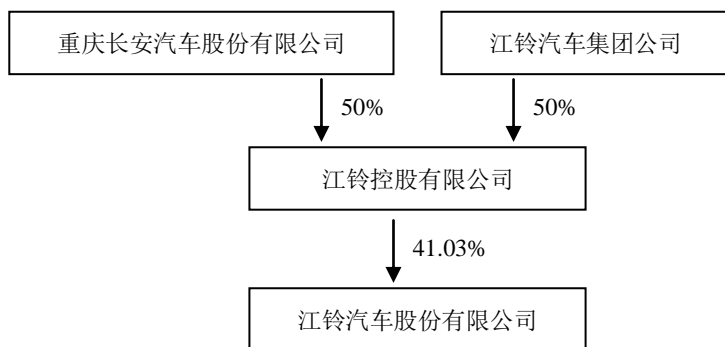 重庆长安汽车股份有限公司
江铃汽车集团公司
50%
50%
江铃控股有限公司
41.03%
江铃汽车股份有限公司